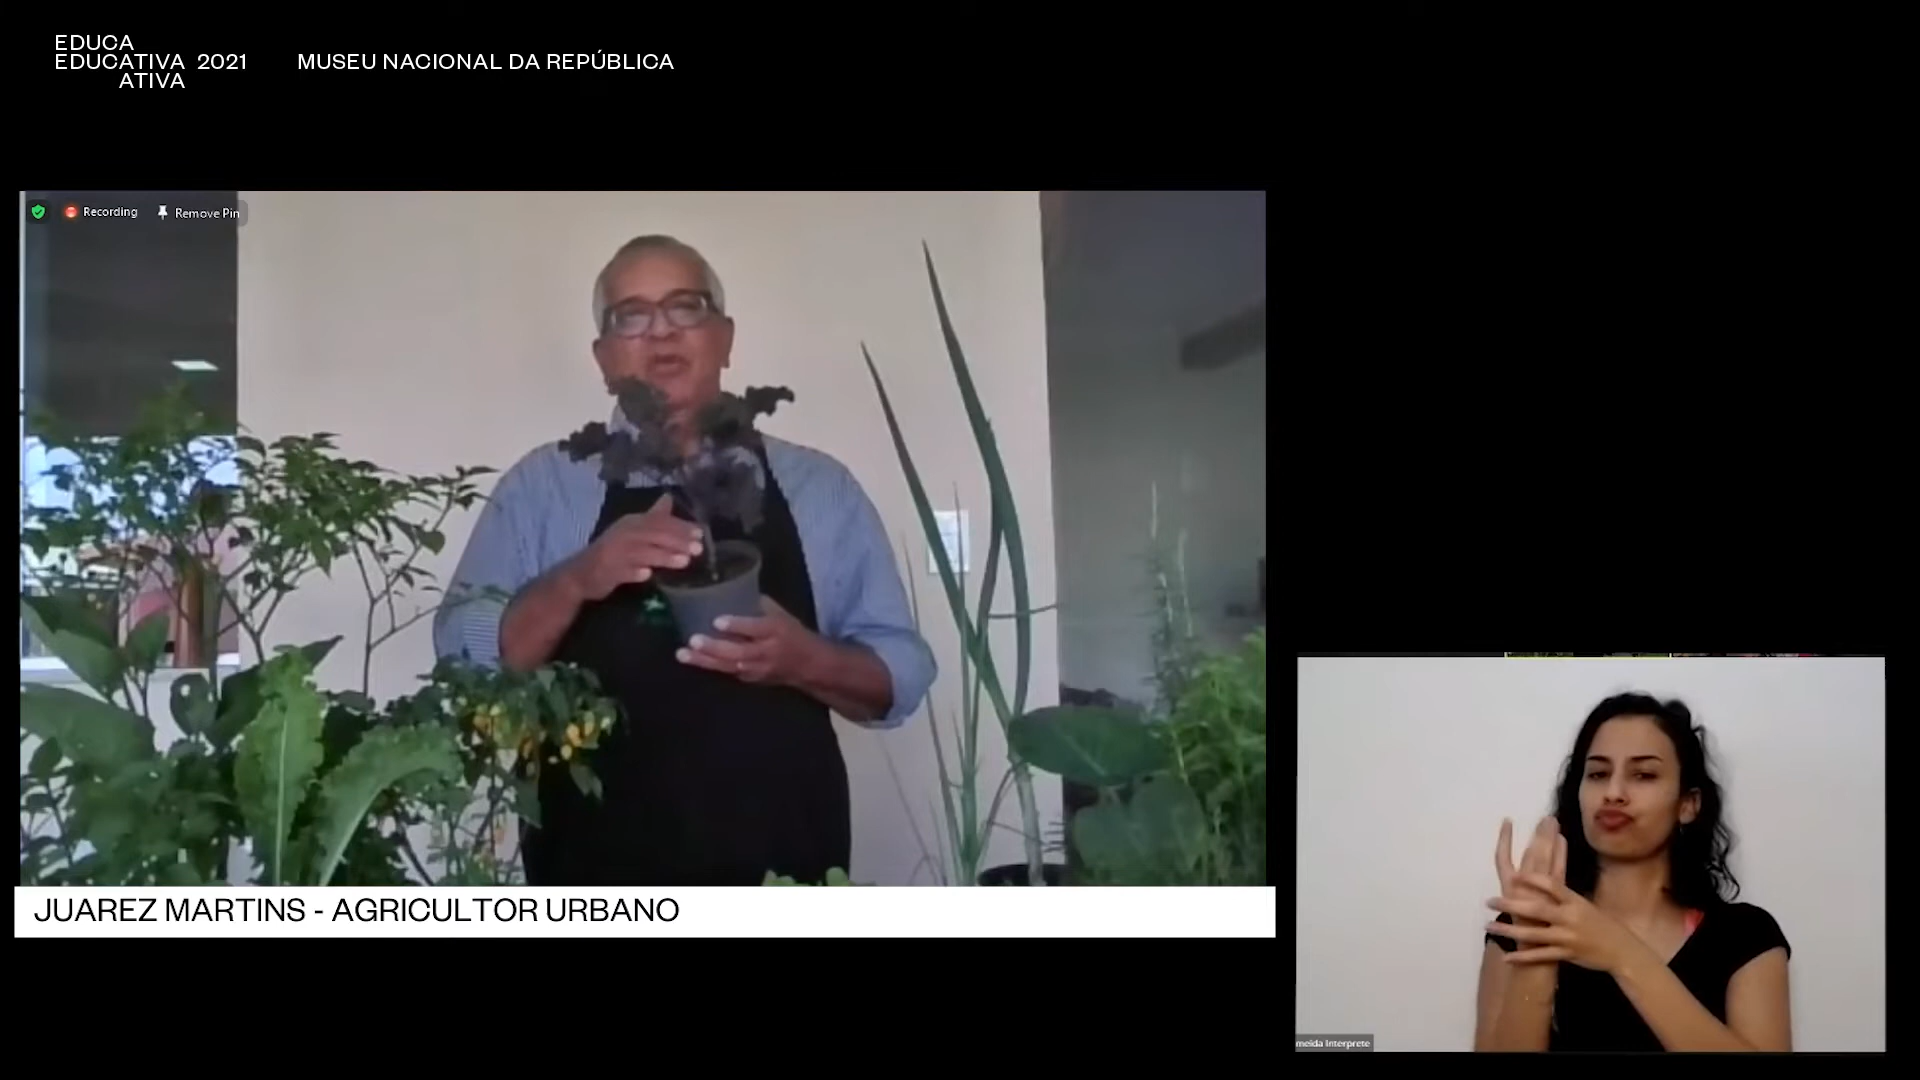 EDUCA
EDUCATIVA 2021
ATIVA
MUSEU NACIONAL DA REPÚBLICA
Recording
Remove Pin
JUAREZ MARTINS - AGRICULTOR URBANO
meida Interprete